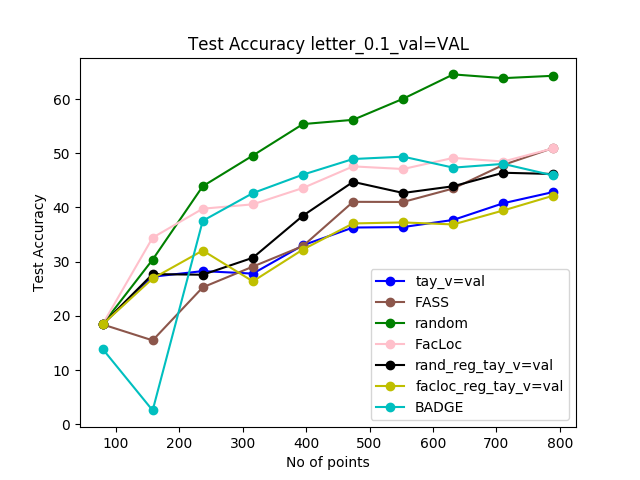 Test Accuracy letter_0.1_val=VAL
Test Accuracy
60
50
40
30
20
10
0
tay_v=val
FASS
random
FacLoc
rand_reg_tay_v=val
facloc_reg_tay_v=val
BADGE
100 200 300 400 500 600 700 800
No of points